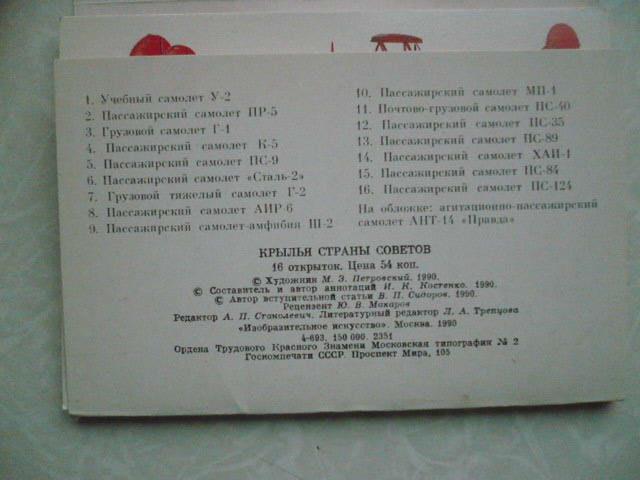 1. Учебный самолет У-2
2. Пассажирский самолет ПР-5
3. Грузовой самолет Г-1
4. Пассажирский самолет К-5
5. Пассажирский самолет ПС-9
6. Пассажирский самолет «Сталь-2»
7. Грузовой тяжелый самолет Г-2
8. Пассажирский самолет АИР-6
9. Пассажирский самолет-амфибия Ш-2
10. Пассажирский самолет МП-1
11. Почтово-грузовой самолет ПС-40
12. Пассажирский самолет ПС-35
13. Пассажирский самолет ПС-89
14. Пассажирский самолет ХАИ-1
15. Пассажирский самолет ПС-84
16. Пассажирский самолет ПС-124
На обложке: агитационно-пассажирский
самолет АНТ-14 «Правда»
КРЫЛЬЯ СТРАНЫ СОВЕТОВ
16 открыток. Цена 54 коп.
© Художник М. Э. Петровский. 1990.
© Составитель и автор аннотаций И. К. Костенко. 1990.
© Автор вступительной статьи В. П. Сидоров. 1990.
Рецензент Ю. В. Макаров
Редактор А. П. Стаколевич. Литературный редактор Л. А. Трепцова
«Изобразительное искусство». Москва. 1990
4-693. 150 000. 2351
Ордена Трудового Красного Знамени Московская типография № 2
Госкомпечати СССР. Проспект Мира, 105